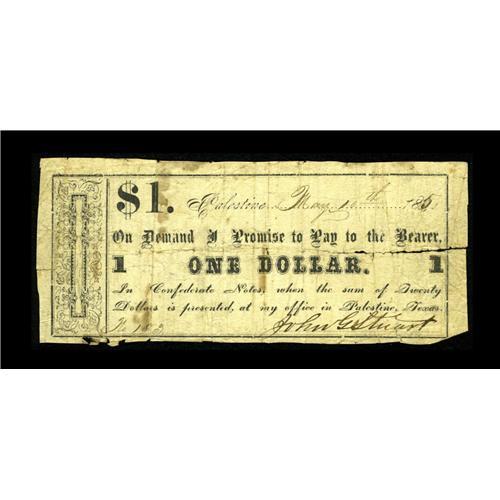 $1. Palestine May 10th 186
On Demand I Promise to Pay to the Bearer,
1 ONE DOLLAR. 1
In Confederate Notes, when the sum of Twenty
Dollars is presented, at my office in Palestine, Texas.
John G. Stuart